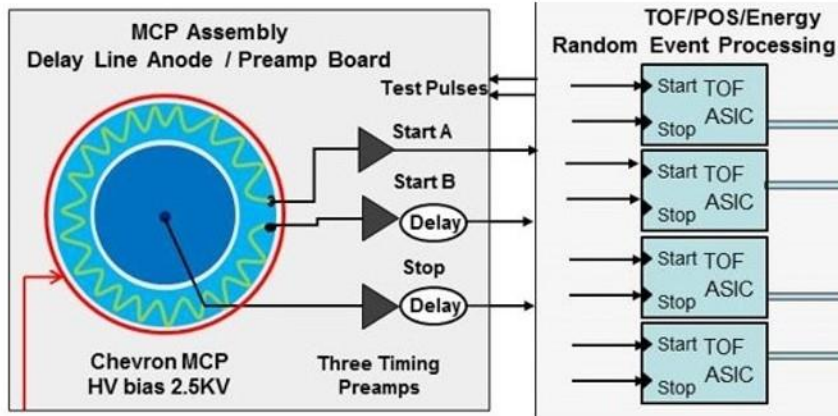 MCP Assembly
Delay Line Anode / Preamp Board
Test Pulses
Start A
Start B
Delay
Stop
Delay
Chevron MCP
HV bias 2.5KV
Three Timing
Preamps
TOF/POS/Energy
Random Event Processing
Start TOF
ASIC
Stop
Start TOF
ASIC
Stop
Start TOF
ASIC
Stop
Start TOF
ASIC
Stop